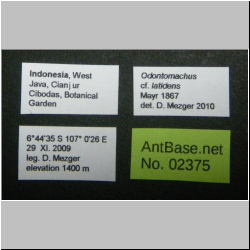 Indonesia, West
Java, Cianjur
Cibodas, Botanical
Garden
Odontomachus
cf. latidens
Mayr 1867
det. D. Mezger 2010
6°44'35 S 107° 0'26 E
29. XI. 2009
leg. D. Mezger
elevation 1400 m
AntBase.net
No. 02375